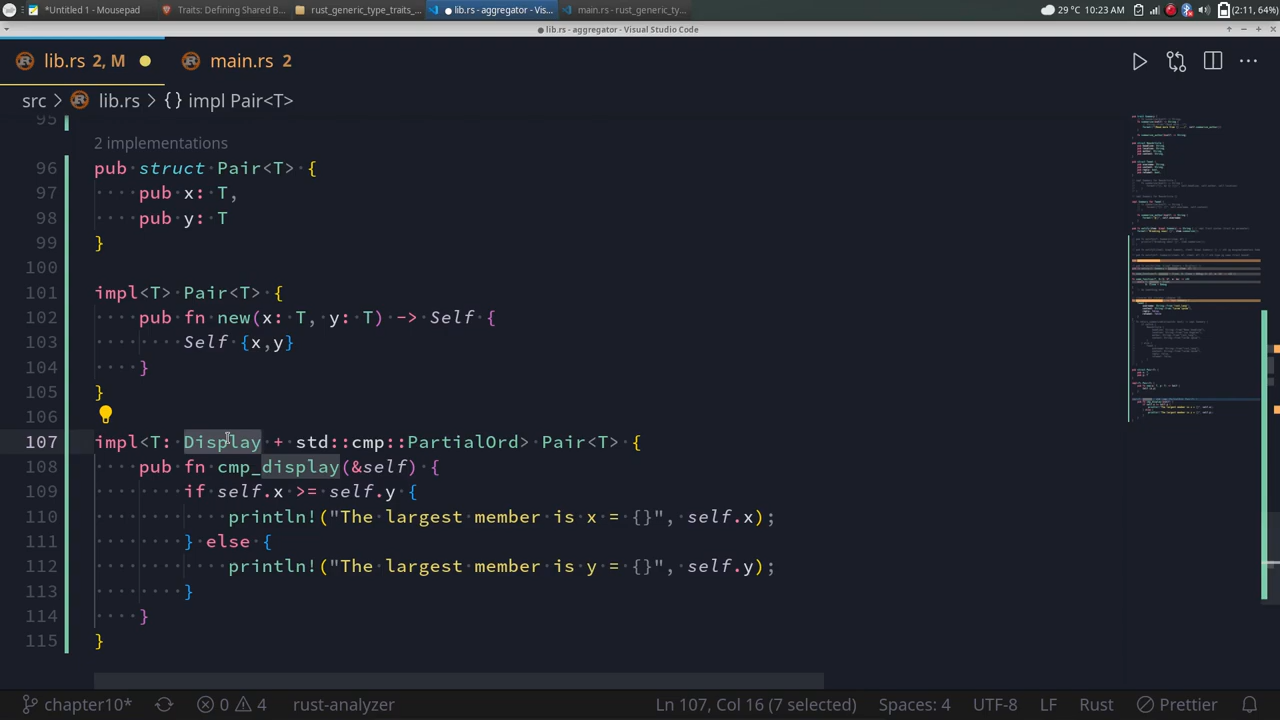 *Untitled 1 - Mousepad
Traits: Defining Shared B...
rust_generic_type_traits_...
● lib.rs - aggregator - Vis...
main.rs - rust_generic_ty...
29 °C
10:23 AM
(2:11, 64%)
● lib.rs - aggregator - Visual Studio Code
lib.rs 2, M
main.rs 2
src > lib.rs > {} impl Pair<T>
95
2 implementations
96 pub struct Pair<T> {
97 pub x: T,
98 pub y: T
99 }
100
101 impl<T> Pair<T> {
102 pub fn new(x: T, y: T) -> Self {
103 Self {x,y}
104 }
105 }
106
107 impl<T: Display + std::cmp::PartialOrd> Pair<T> {
108 pub fn cmp_display(&self) {
109 if self.x >= self.y {
110 println!("The largest member is x = {}", self.x);
111 } else {
112 println!("The largest member is y = {}", self.y);
113 }
114 }
115 }
chapter10*
0
4
rust-analyzer
Ln 107, Col 16 (7 selected)
Spaces: 4
UTF-8
LF
Rust
Prettier